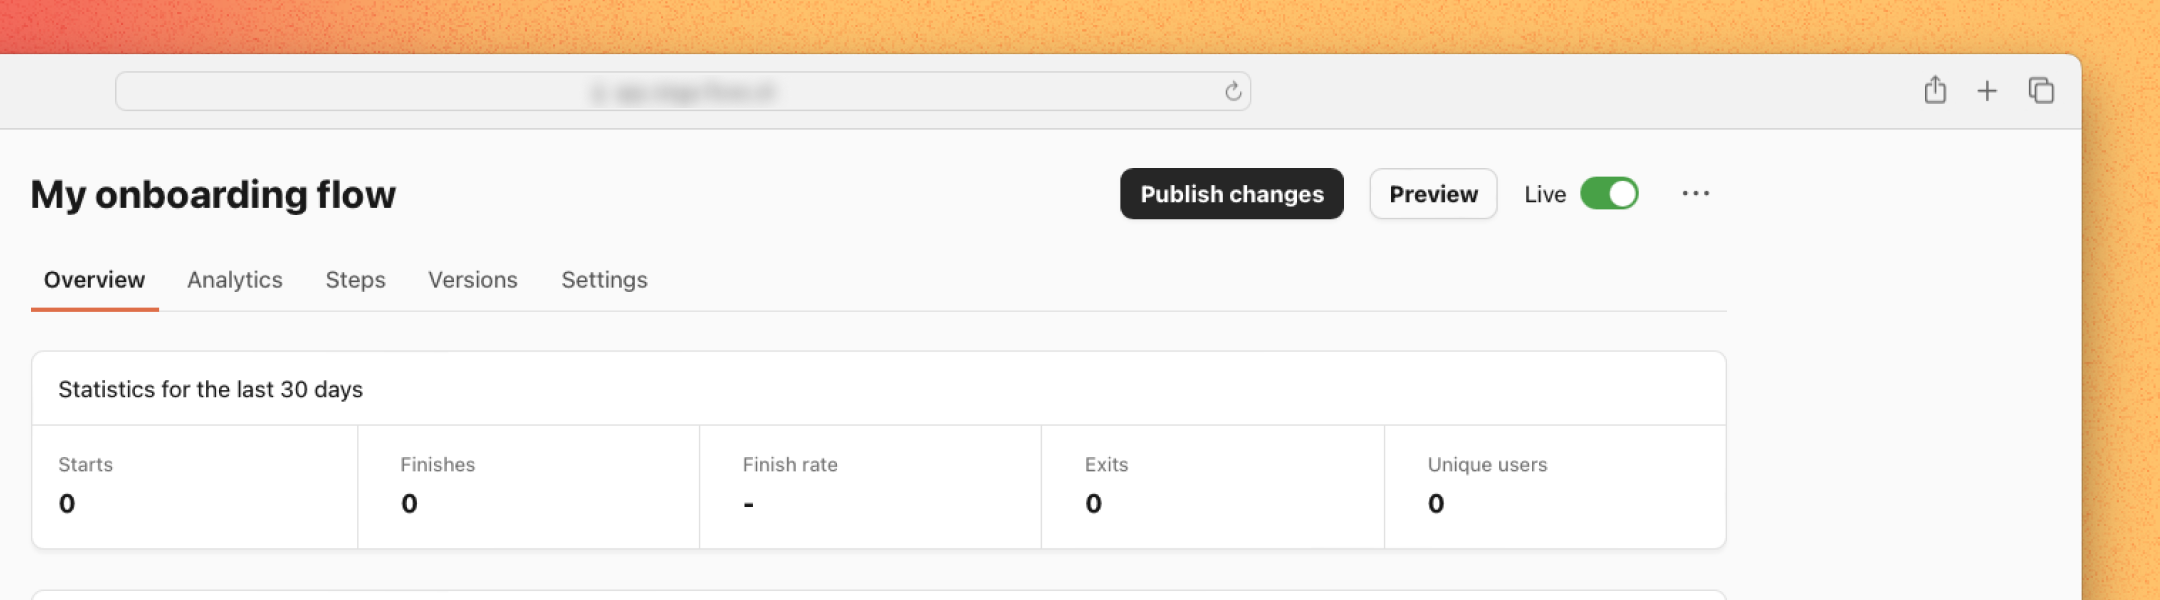 My onboarding flow
Publish changes
Preview
Live
Overview Analytics Steps Versions Settings
Statistics for the last 30 days
Starts Finishes Finish rate Exits Unique users
0 0 - 0 0